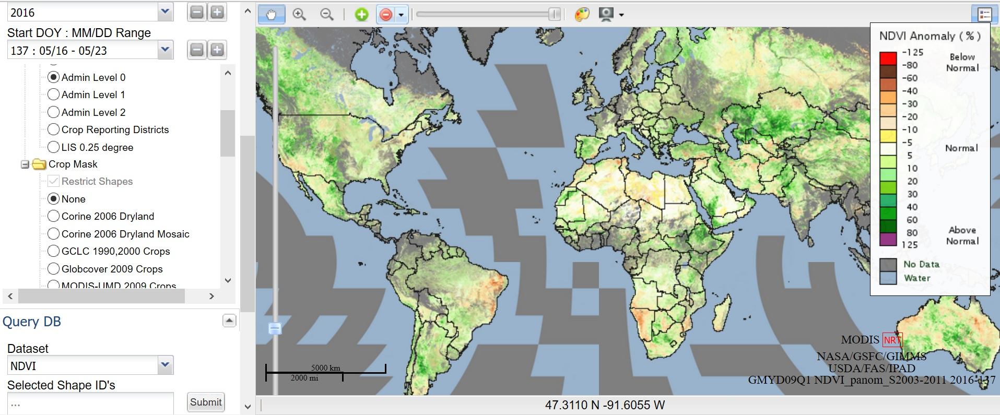 2016
Start DOY : MM/DD Range
137 : 05/16 - 05/23
Admin Level 0
Admin Level 1
Admin Level 2
Crop Reporting Districts
LIS 0.25 degree
Crop Mask
Restrict Shapes
None
Corine 2006 Dryland
Corine 2006 Dryland Mosaic
GCLC 1990,2000 Crops
Globcover 2009 Crops
MODIS-UMD 2009 Crops
Query DB
Dataset
NDVI
Selected Shape ID's
...
Submit
NDVI Anomaly (%)
-125
Below
Normal
-80
-60
-40
-30
-20
-10
-5
Normal
5
10
20
30
40
60
80
Above
Normal
125
No Data
Water
MODIS NRT
NASA/GSFC/GIMMS
USDA/FAS/IPAD
GMYD09Q1 NDVI_panom_S2003-2011 2016-137
5000 km
2000 mi
47.3110 N -91.6055 W